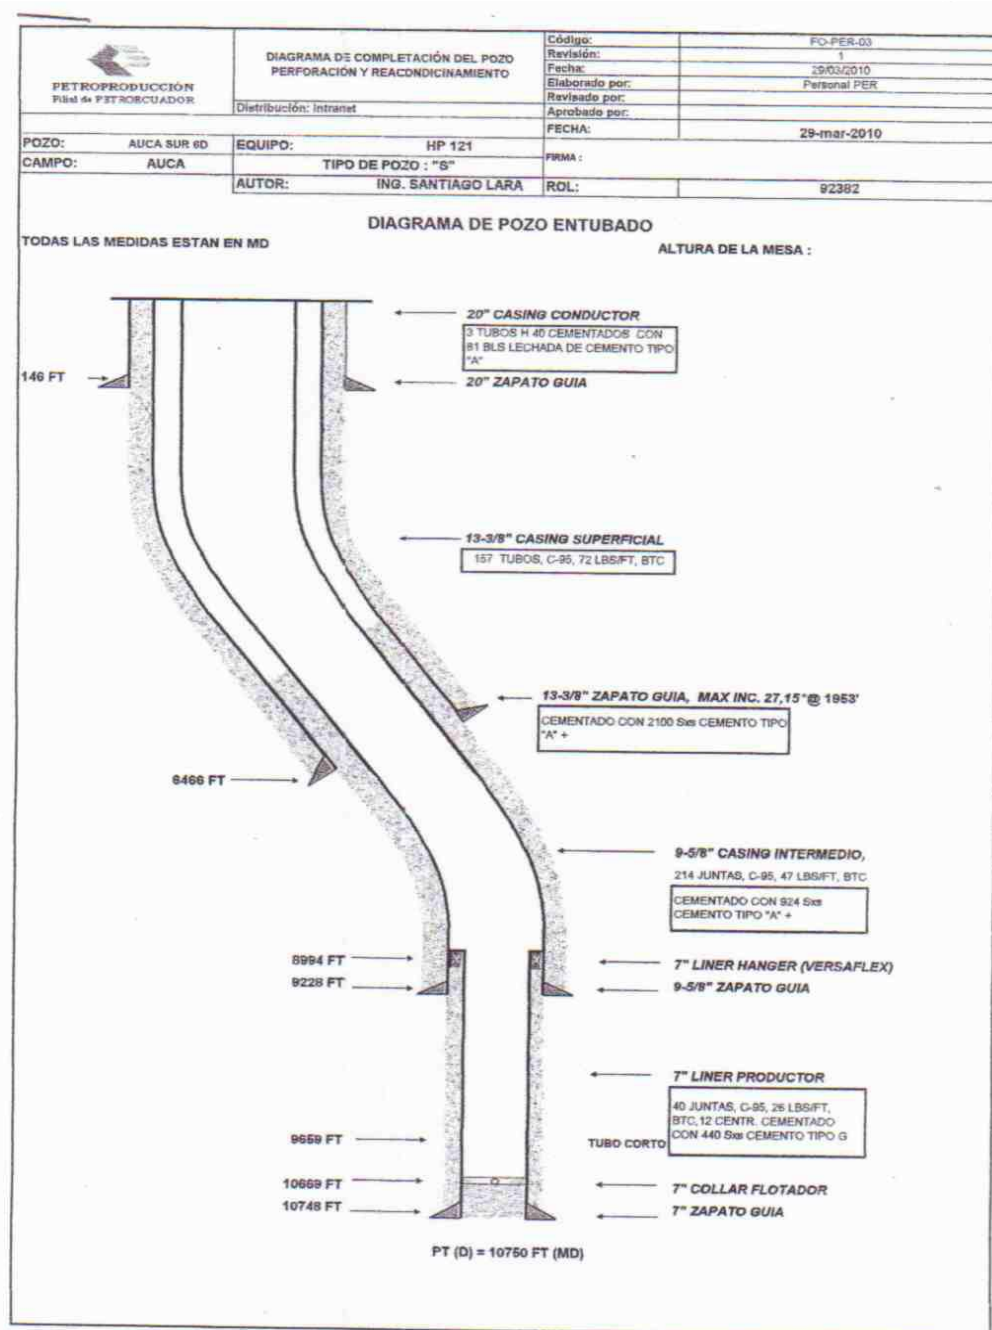 PETROPRODUCCIÓN
Filial de PETROECUADOR
DIAGRAMA DE COMPLETACIÓN DEL POZO
PERFORACIÓN Y REACONDICINAMIENTO
Distribución: Intranet
Código: FO-PER-03
Revisión: 1
Fecha: 29/03/2010
Elaborado por: Personal PER
Revisado por:
Aprobado por:
FECHA: 29-mar-2010
POZO: AUCA SUR 6D EQUIPO: HP 121
FIRMA :
CAMPO: AUCA TIPO DE POZO : "S"
AUTOR: ING. SANTIAGO LARA ROL: 92382
DIAGRAMA DE POZO ENTUBADO
TODAS LAS MEDIDAS ESTAN EN MD ALTURA DE LA MESA :
20" CASING CONDUCTOR
3 TUBOS H 40 CEMENTADOS CON
81 BLS LECHADA DE CEMENTO TIPO
"A"
146 FT
20" ZAPATO GUIA
13-3/8" CASING SUPERFICIAL
157 TUBOS, C-95, 72 LBS/FT, BTC
13-3/8" ZAPATO GUIA, MAX INC. 27,15°@ 1953'
CEMENTADO CON 2100 Sxs CEMENTO TIPO
"A" +
6466 FT
9-5/8" CASING INTERMEDIO,
214 JUNTAS, C-95, 47 LBS/FT, BTC
CEMENTADO CON 924 Sxs
CEMENTO TIPO "A" +
8994 FT
7" LINER HANGER (VERSAFLEX)
9228 FT
9-5/8" ZAPATO GUIA
7" LINER PRODUCTOR
40 JUNTAS, C-95, 26 LBS/FT,
BTC,12 CENTR. CEMENTADO
CON 440 Sxs CEMENTO TIPO G
9659 FT
TUBO CORTO
10669 FT
7" COLLAR FLOTADOR
10748 FT
7" ZAPATO GUIA
PT (D) = 10750 FT (MD)